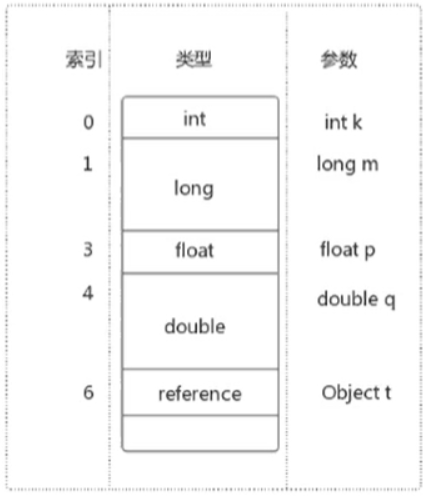 索引 类型 参数
0 int int k
1 long long m
3 float float p
4 double double q
6 reference Object t